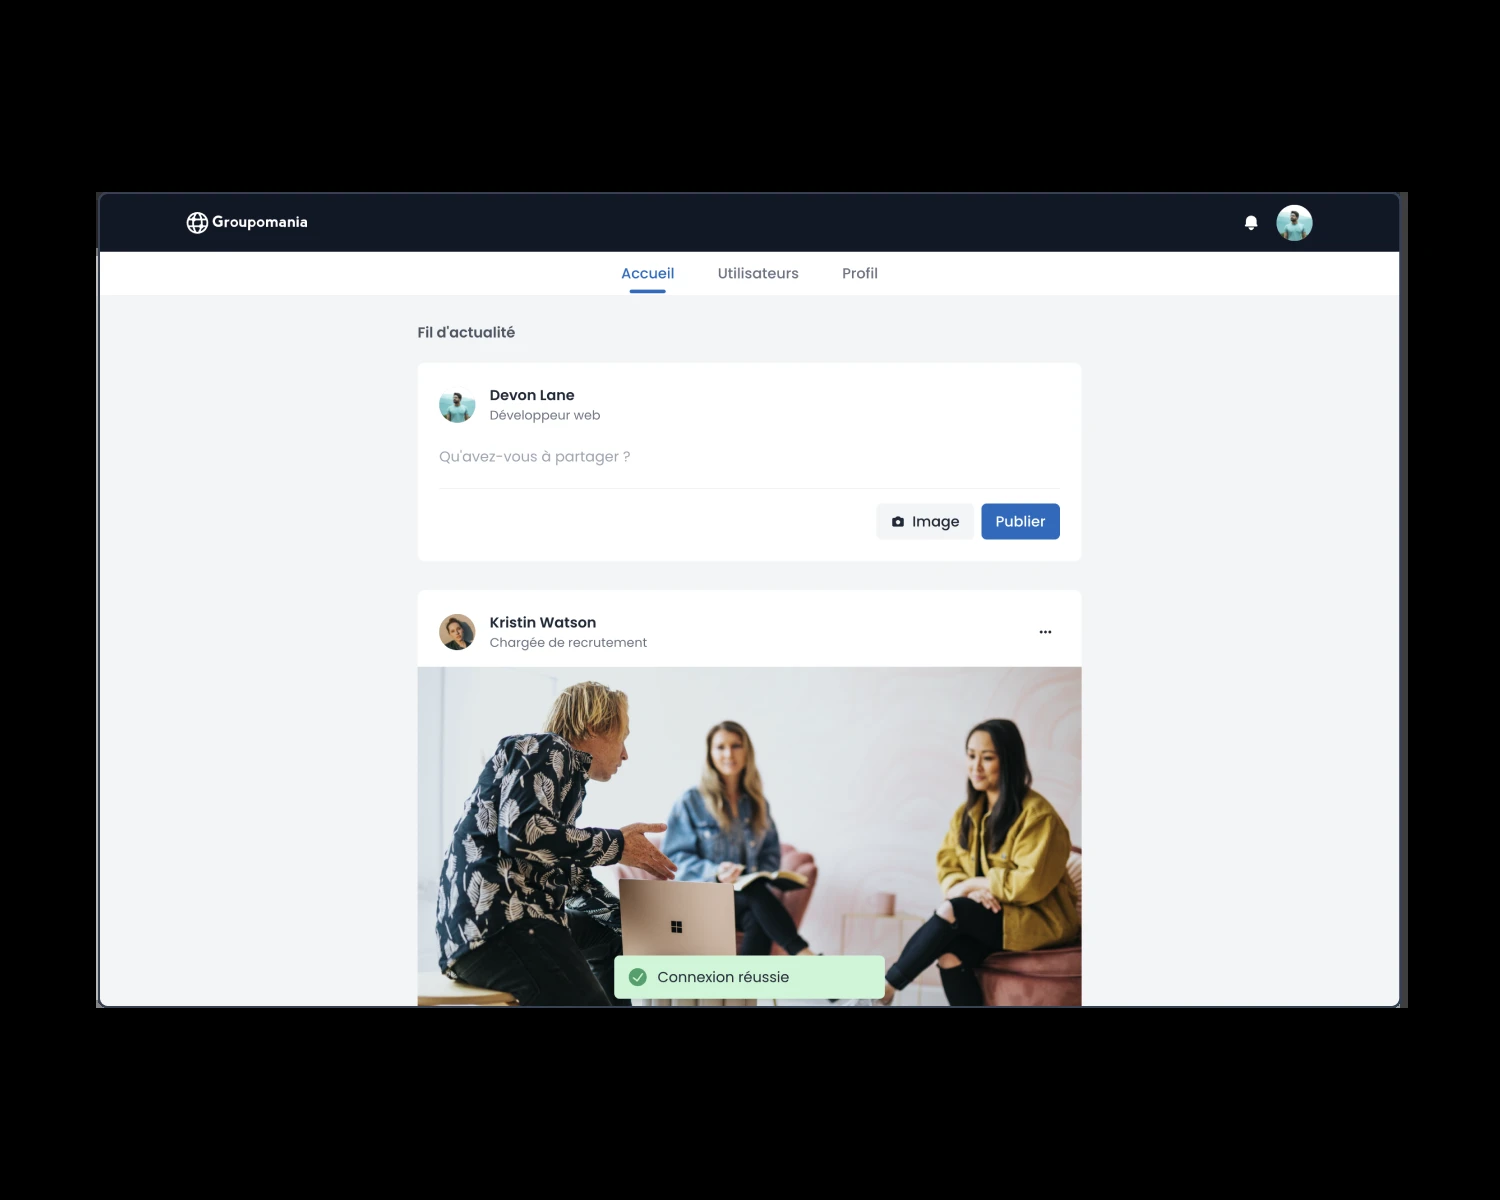 Groupomania
Accueil Utilisateurs Profil
Fil d'actualité
Devon Lane
Développeur web
Qu'avez-vous à partager ?
Image Publier
Kristin Watson
Chargée de recrutement
Connexion réussie